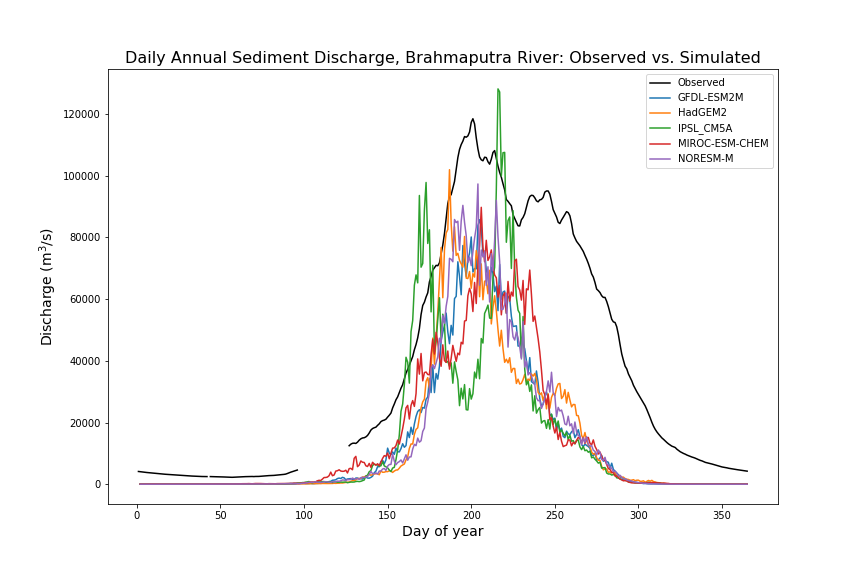 Daily Annual Sediment Discharge, Brahmaputra River: Observed vs. Simulated
Observed
GFDL-ESM2M
HadGEM2
IPSL_CM5A
MIROC-ESM-CHEM
NORESM-M
120000
100000
80000
60000
40000
20000
0
Discharge (m³/s)
0 50 100 150 200 250 300 350
Day of year